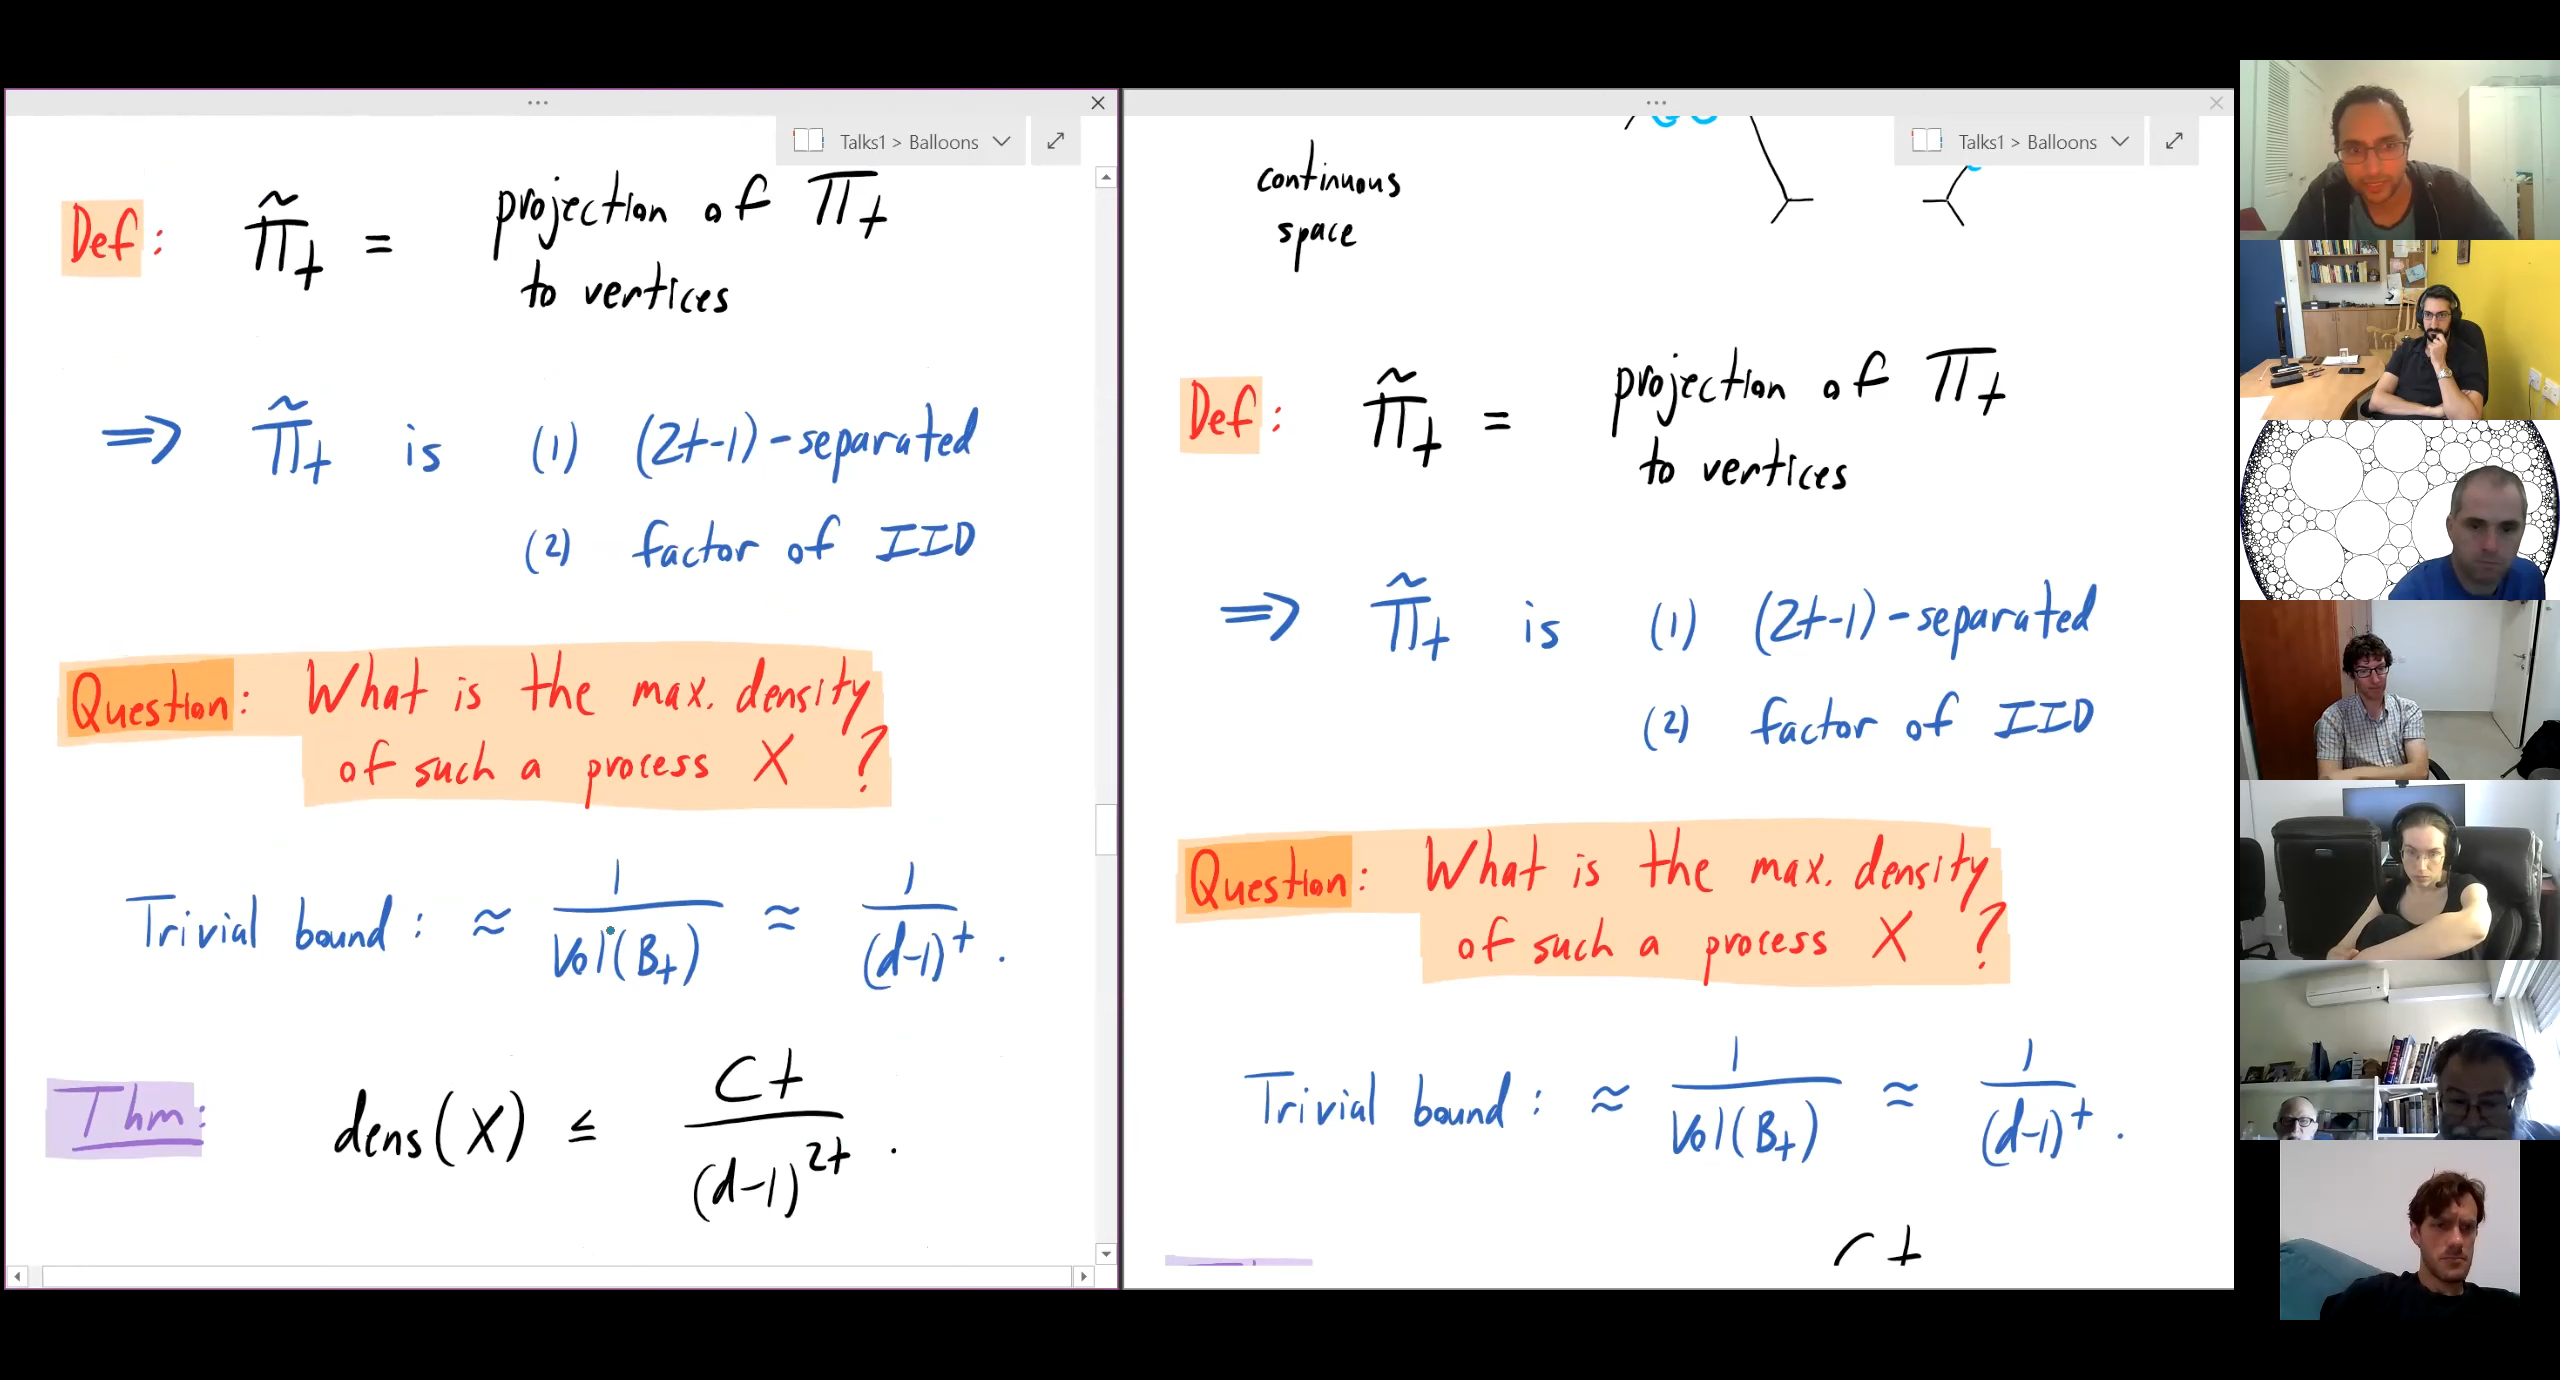 Talks1 > Balloons
Def: π̃_t = projection of π_t
to vertices
⇒ π̃_t is (1) (2t-1)-separated
(2) factor of IID
Question: What is the max. density
of such a process X ?
Trivial bound: ≈ 1/Vol(B_t) ≈ 1/(d-1)^t .
Thm: dens(X) ≤ Ct/(d-1)^2t .
Talks1 > Balloons
continuous
space
Def: π̃_t = projection of π_t
to vertices
⇒ π̃_t is (1) (2t-1)-separated
(2) factor of IID
Question: What is the max. density
of such a process X ?
Trivial bound: ≈ 1/Vol(B_t) ≈ 1/(d-1)^t .